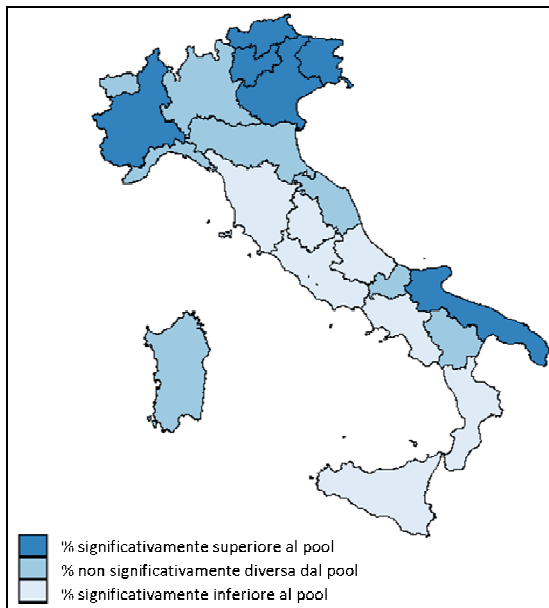 % significativamente superiore al pool
% non significativamente diversa dal pool
% significativamente inferiore al pool